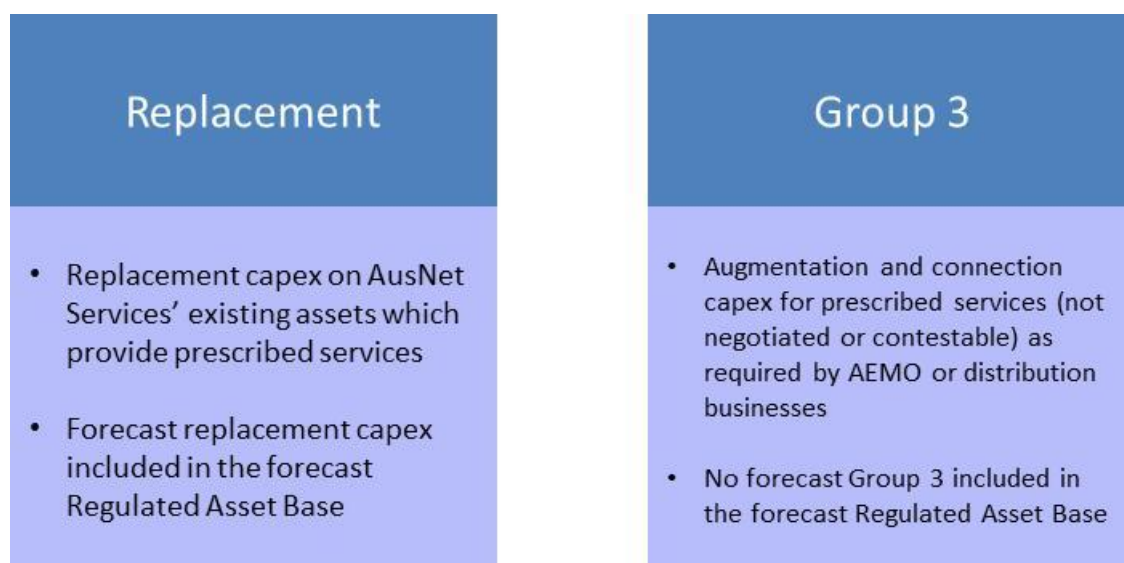 Replacement
• Replacement capex on AusNet
Services’ existing assets which
provide prescribed services
• Forecast replacement capex
included in the forecast
Regulated Asset Base
Group 3
• Augmentation and connection
capex for prescribed services (not
negotiated or contestable) as
required by AEMO or distribution
businesses
• No forecast Group 3 included in
the forecast Regulated Asset Base